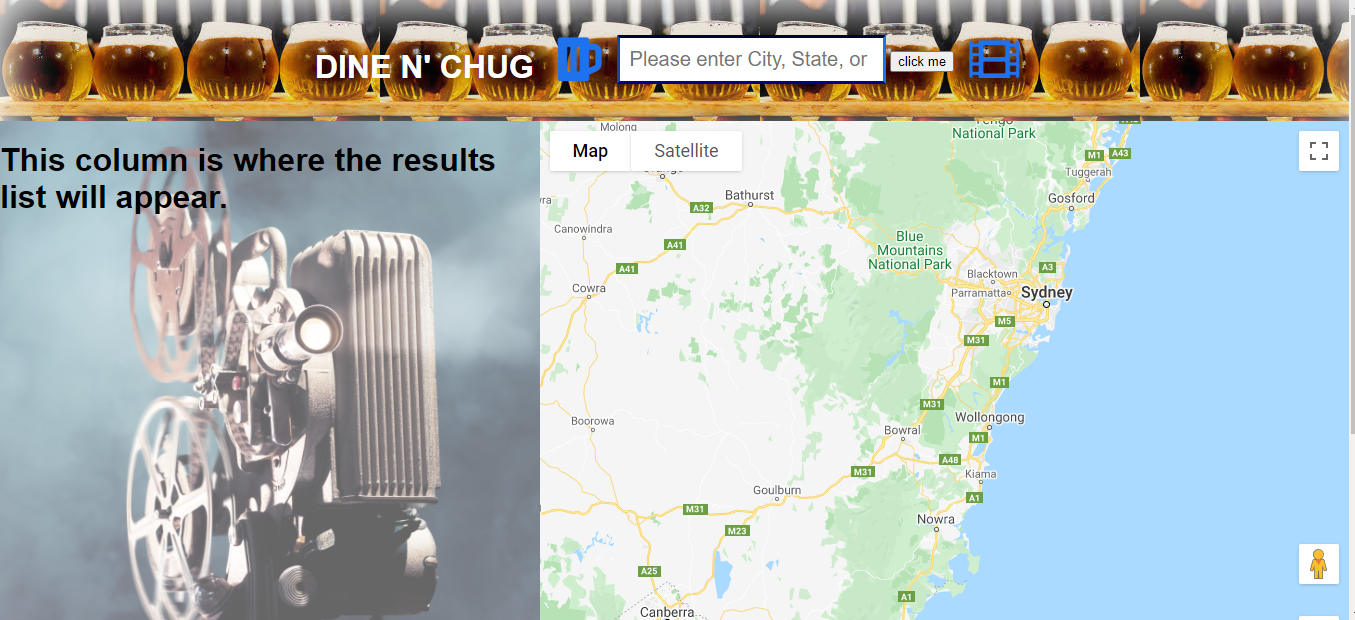 DINE N' CHUG
Please enter City, State, or
click me
This column is where the results
list will appear.
Map
Satellite
Molong
National Park
M1
A43
Tuggerah
Bathurst
Gosford
A32
Canowindra
A41
Blue
Mountains
National Park
A41
A3
Blacktown
Cowra
Parramatta
Sydney
M5
M31
M1
M31
Wollongong
Boorowa
Bowral
M1
A48
M31
Kiama
Goulburn
A1
M31
Nowra
M23
A25
A1
Canberra